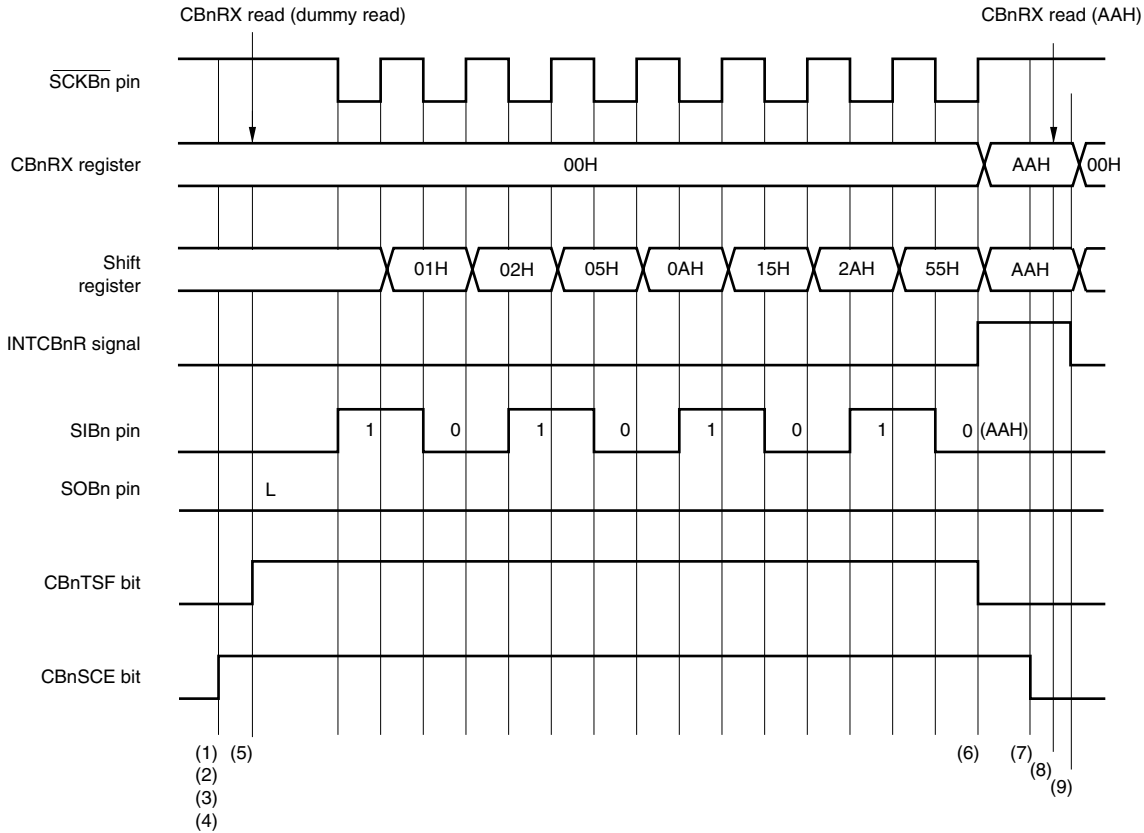 CBnRX read (dummy read)
CBnRX read (AAH)
SCKBn pin
CBnRX register
00H
AAH
00H
Shift
register
01H
02H
05H
0AH
15H
2AH
55H
AAH
INTCBnR signal
SIBn pin
1
0
1
0
1
0
1
0 (AAH)
SOBn pin
L
CBnTSF bit
CBnSCE bit
(1)
(5)
(6)
(7)
(8)
(9)
(2)
(3)
(4)